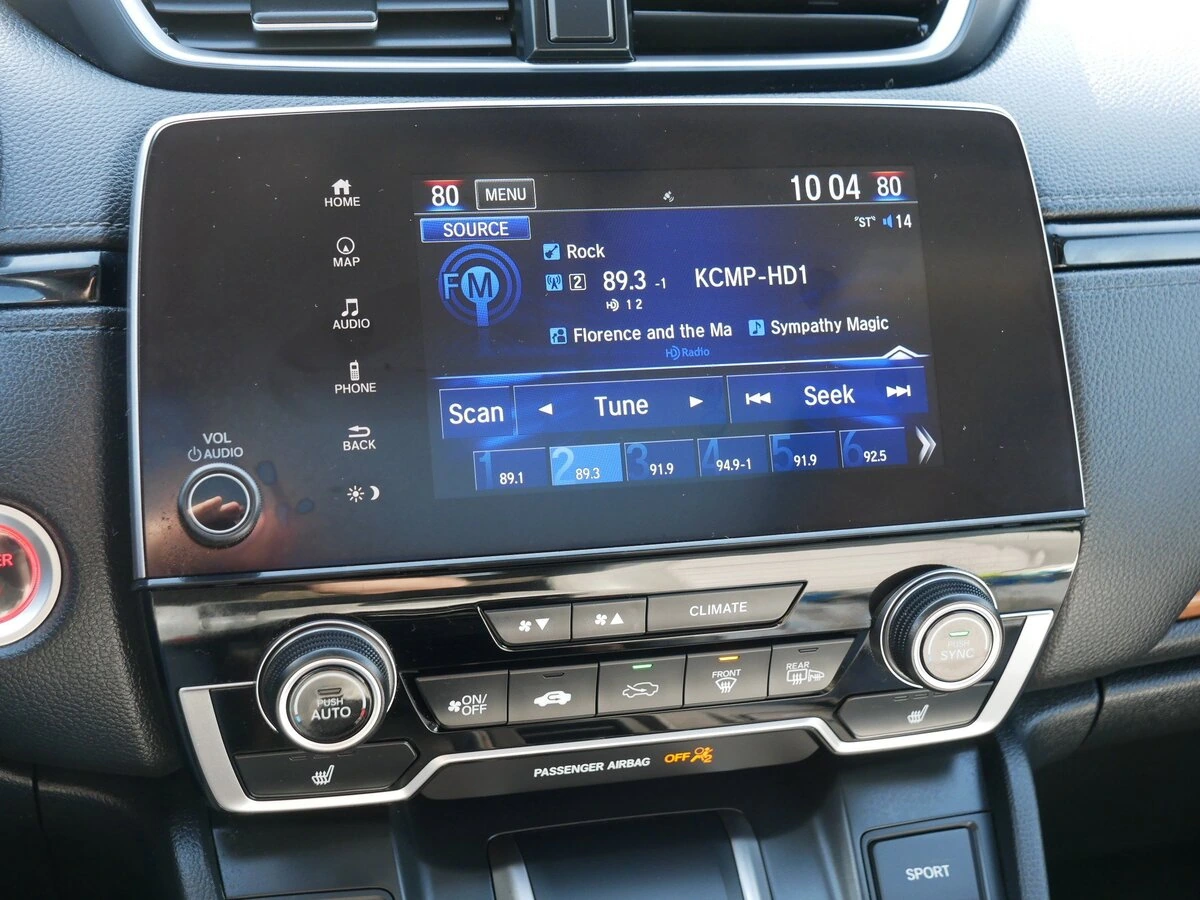 HOME
MAP
AUDIO
PHONE
BACK
VOL
AUDIO
80 MENU 10 04 80
SOURCE "ST" 14
FM Rock
2 89.3 -1 KCMP-HD1
HD 1 2
Florence and the Ma Sympathy Magic
HD Radio
Scan Tune Seek
1 89.1 2 89.3 3 91.9 4 94.9-1 5 91.9 6 92.5
ER
CLIMATE
PUSH AUTO
ON/OFF
FRONT
REAR
PUSH SYNC
PASSENGER AIRBAG OFF 2
SPORT